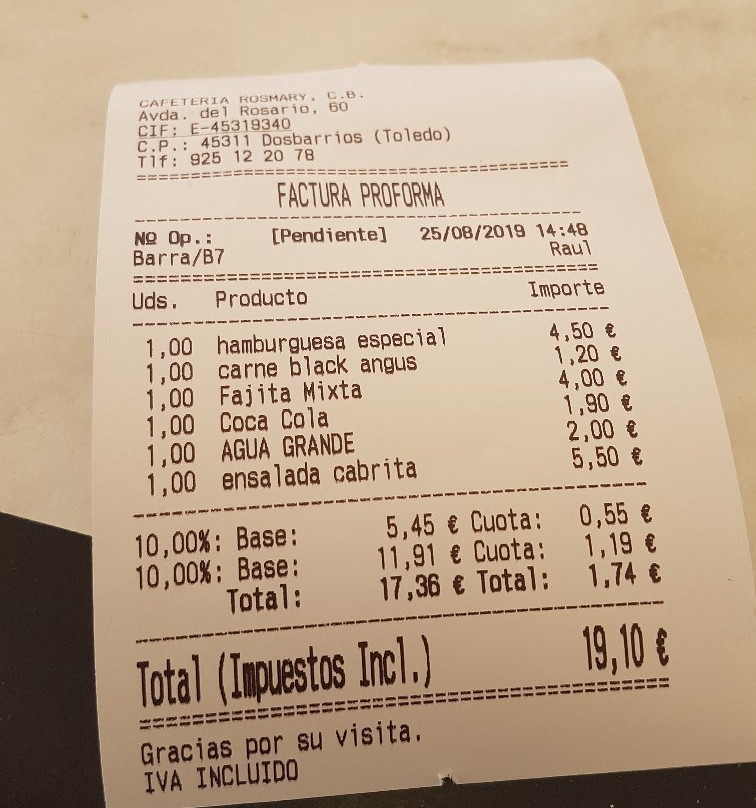 CAFETERIA ROSMARY, C.B.
Avda. del Rosario, 60
CIF: E-45319340
C.P.: 45311 Dosbarrios (Toledo)
Tlf: 925 12 20 78
FACTURA PROFORMA
Nº Op.: [Pendiente] 25/08/2019 14:48
Barra/B7 Raul
Uds. Producto Importe
1,00 hamburguesa especial 4,50 €
1,00 carne black angus 1,20 €
1,00 Fajita Mixta 4,00 €
1,00 Coca Cola 1,90 €
1,00 AGUA GRANDE 2,00 €
1,00 ensalada cabrita 5,50 €
10,00%: Base: 5,45 € Cuota: 0,55 €
10,00%: Base: 11,91 € Cuota: 1,19 €
Total: 17,36 € Total: 1,74 €
Total (Impuestos Incl.) 19,10 €
Gracias por su visita.
IVA INCLUIDO